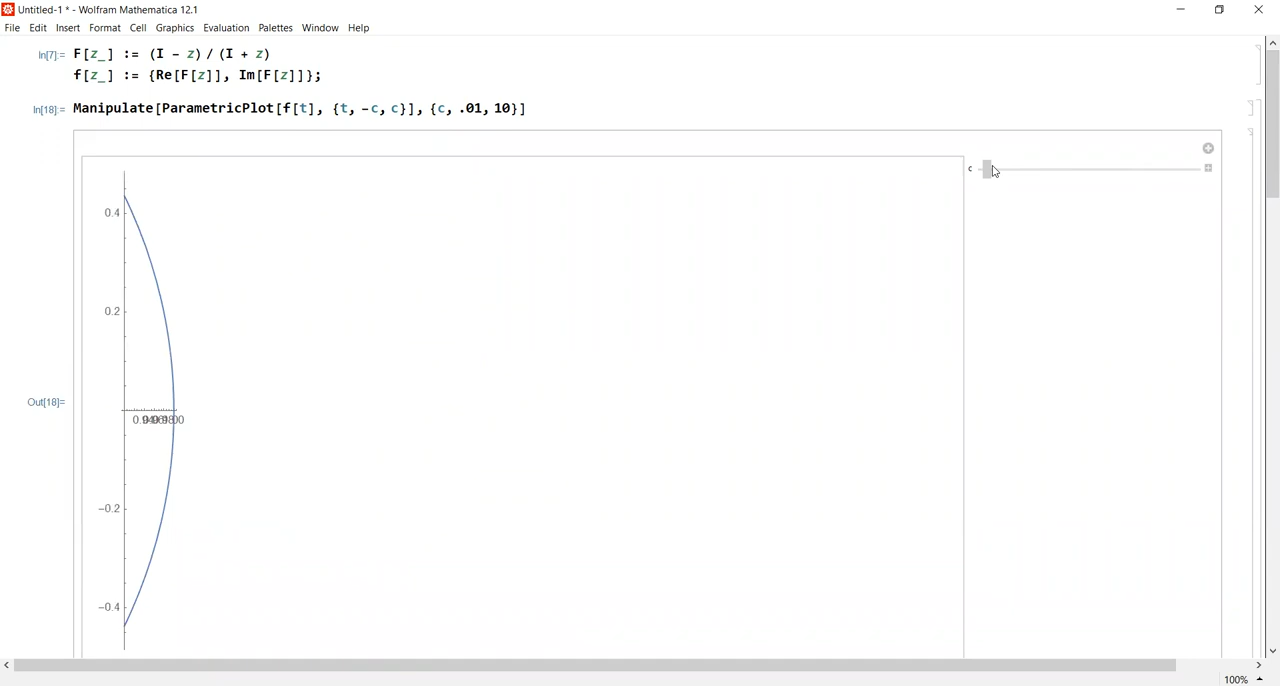 Untitled-1 * - Wolfram Mathematica 12.1
File Edit Insert Format Cell Graphics Evaluation Palettes Window Help
In[7]:= F[z_] := (I - z) / (I + z)
f[z_] := {Re[F[z]], Im[F[z]]};
In[18]:= Manipulate[ParametricPlot[f[t], {t, -c, c}], {c, .01, 10}]
c
0.4
0.2
Out[18]=
-0.2
-0.4
100%